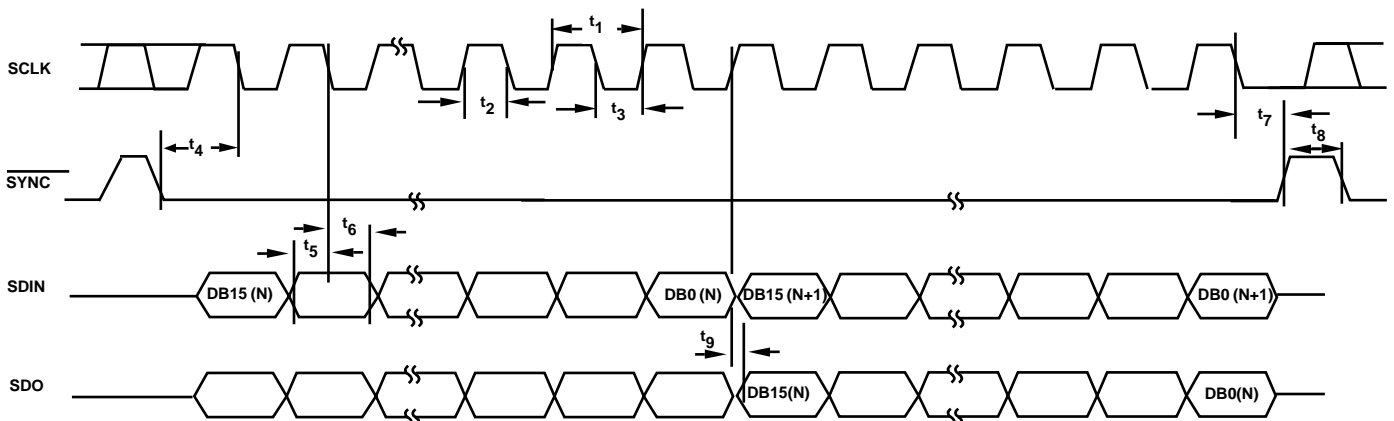 t1
SCLK
t2
t3
t7
t4
t8
SYNC
t5
t6
SDIN
DB15 (N)
DB0 (N)
DB15 (N+1)
DB0 (N+1)
t9
SDO
DB15(N)
DB0(N)